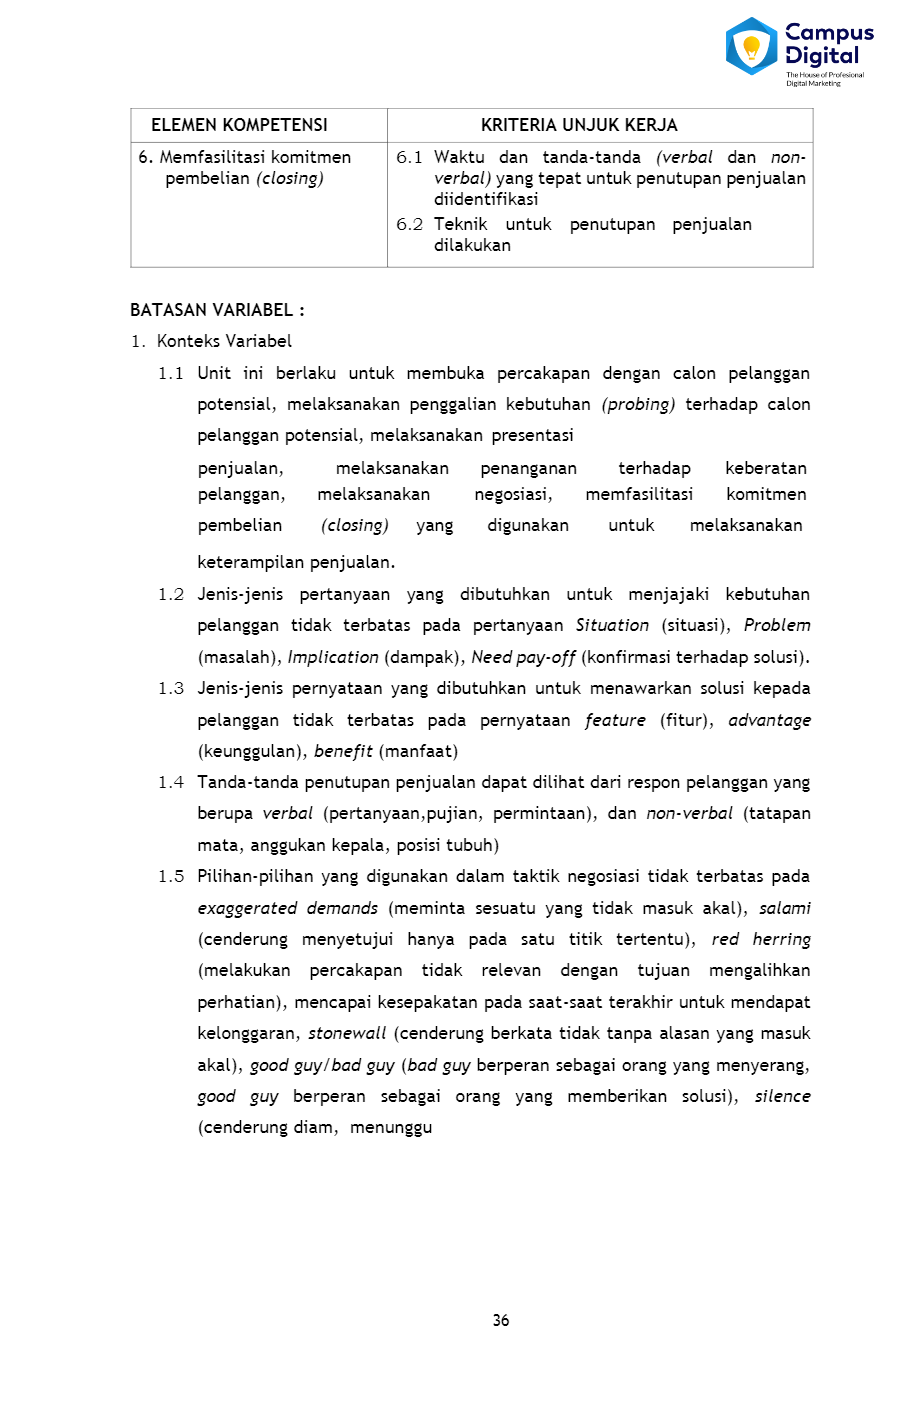 Campus
Digital
The House of Profesional
Digital Marketing
ELEMEN KOMPETENSI
KRITERIA UNJUK KERJA
6. Memfasilitasi komitmen
pembelian (closing)
6.1 Waktu dan tanda-tanda (verbal dan non-
verbal) yang tepat untuk penutupan penjualan
diidentifikasi
6.2 Teknik untuk penutupan penjualan
dilakukan
BATASAN VARIABEL :
1. Konteks Variabel
1.1 Unit ini berlaku untuk membuka percakapan dengan calon pelanggan
potensial, melaksanakan penggalian kebutuhan (probing) terhadap calon
pelanggan potensial, melaksanakan presentasi
penjualan, melaksanakan penanganan terhadap keberatan
pelanggan, melaksanakan negosiasi, memfasilitasi komitmen
pembelian (closing) yang digunakan untuk melaksanakan
keterampilan penjualan.
1.2 Jenis-jenis pertanyaan yang dibutuhkan untuk menjajaki kebutuhan
pelanggan tidak terbatas pada pertanyaan Situation (situasi), Problem
(masalah), Implication (dampak), Need pay-off (konfirmasi terhadap solusi).
1.3 Jenis-jenis pernyataan yang dibutuhkan untuk menawarkan solusi kepada
pelanggan tidak terbatas pada pernyataan feature (fitur), advantage
(keunggulan), benefit (manfaat)
1.4 Tanda-tanda penutupan penjualan dapat dilihat dari respon pelanggan yang
berupa verbal (pertanyaan,pujian, permintaan), dan non-verbal (tatapan
mata, anggukan kepala, posisi tubuh)
1.5 Pilihan-pilihan yang digunakan dalam taktik negosiasi tidak terbatas pada
exaggerated demands (meminta sesuatu yang tidak masuk akal), salami
(cenderung menyetujui hanya pada satu titik tertentu), red herring
(melakukan percakapan tidak relevan dengan tujuan mengalihkan
perhatian), mencapai kesepakatan pada saat-saat terakhir untuk mendapat
kelonggaran, stonewall (cenderung berkata tidak tanpa alasan yang masuk
akal), good guy/bad guy (bad guy berperan sebagai orang yang menyerang,
good guy berperan sebagai orang yang memberikan solusi), silence
(cenderung diam, menunggu
36